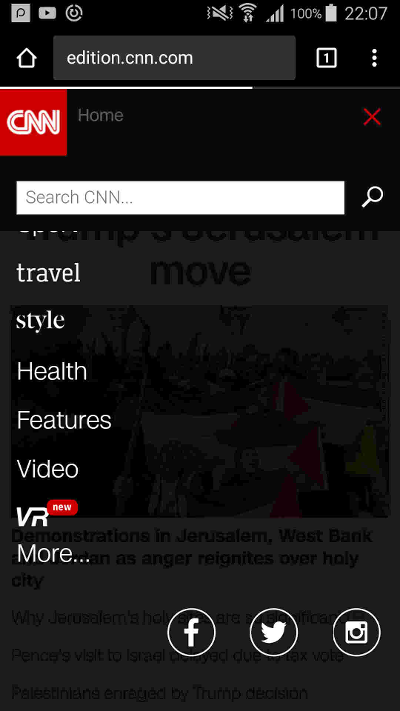 100% 22:07
edition.cnn.com
1
CNN
Home
Search CNN...
Trump's Jerusalem
move
sport
travel
style
Health
Features
Video
VR new
Demonstrations in Jerusalem, West Bank
as anger reignites over holy
More...
city
Why Jerusalem's holy sites are so significant
Pence's visit to Israel delayed due to tax vote
Palestinians enraged by Trump decision